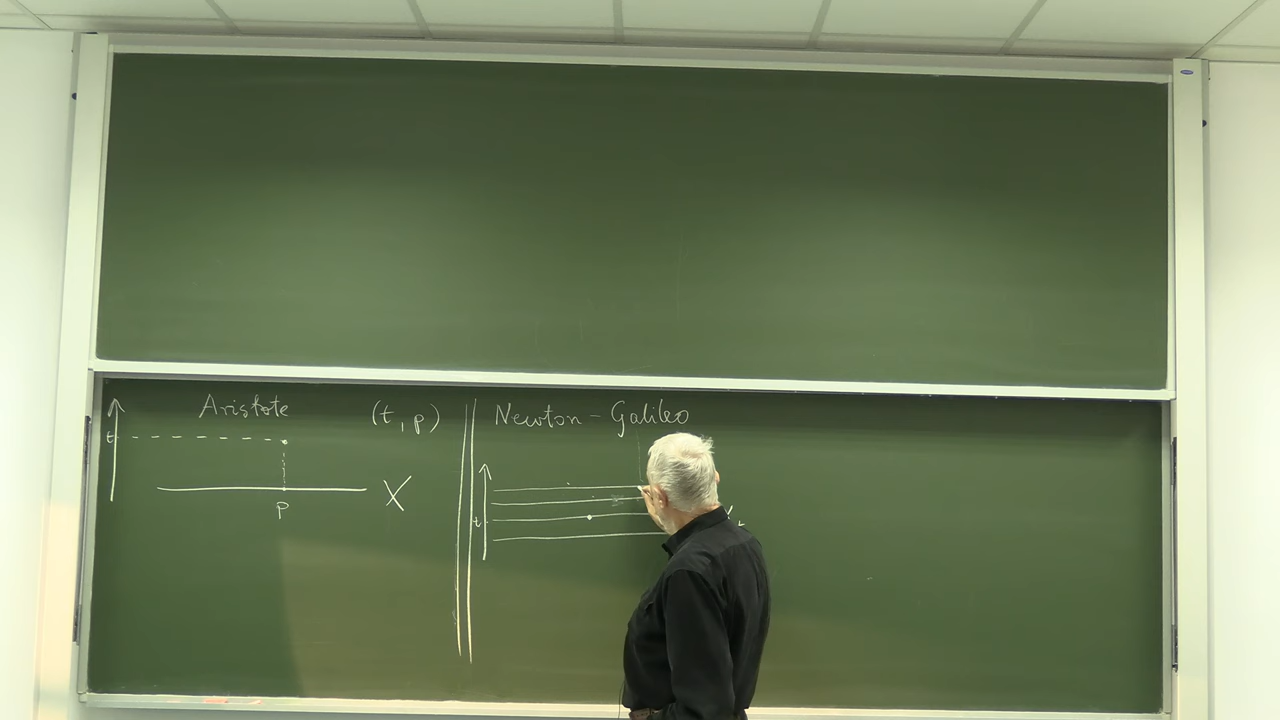 Aristote
(t, p)
t
X
p
Newton - Galileo
t